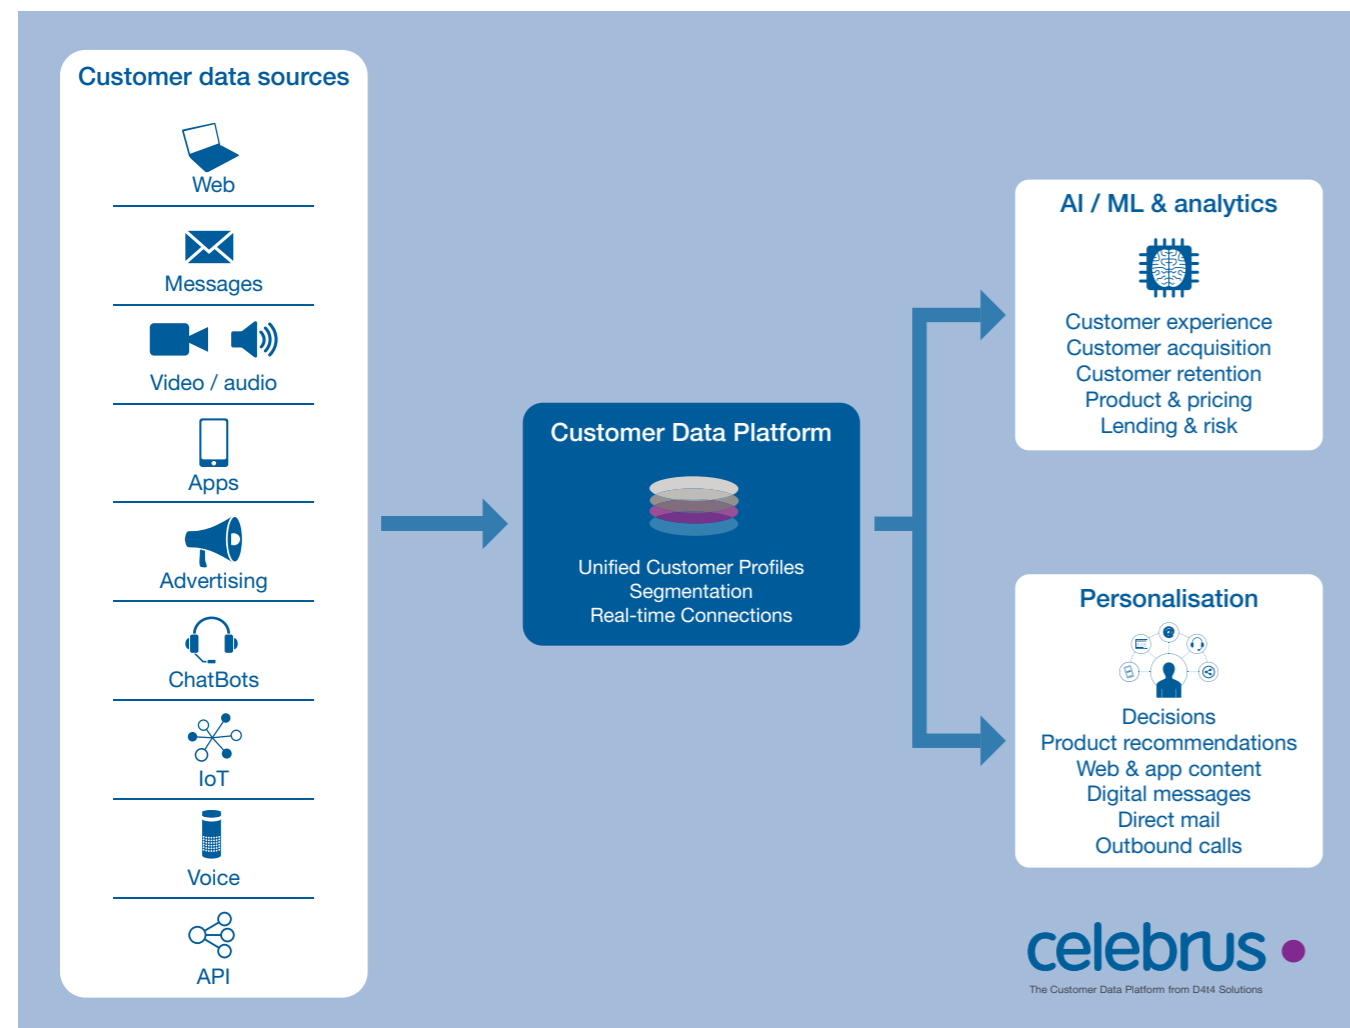 Customer data sources
Web
Messages
Video / audio
Apps
Advertising
ChatBots
IoT
Voice
API
Customer Data Platform
Unified Customer Profiles
Segmentation
Real-time Connections
AI / ML & analytics
Customer experience
Customer acquisition
Customer retention
Product & pricing
Lending & risk
Personalisation
@
Decisions
Product recommendations
Web & app content
Digital messages
Direct mail
Outbound calls
celebrus
The Customer Data Platform from D4t4 Solutions